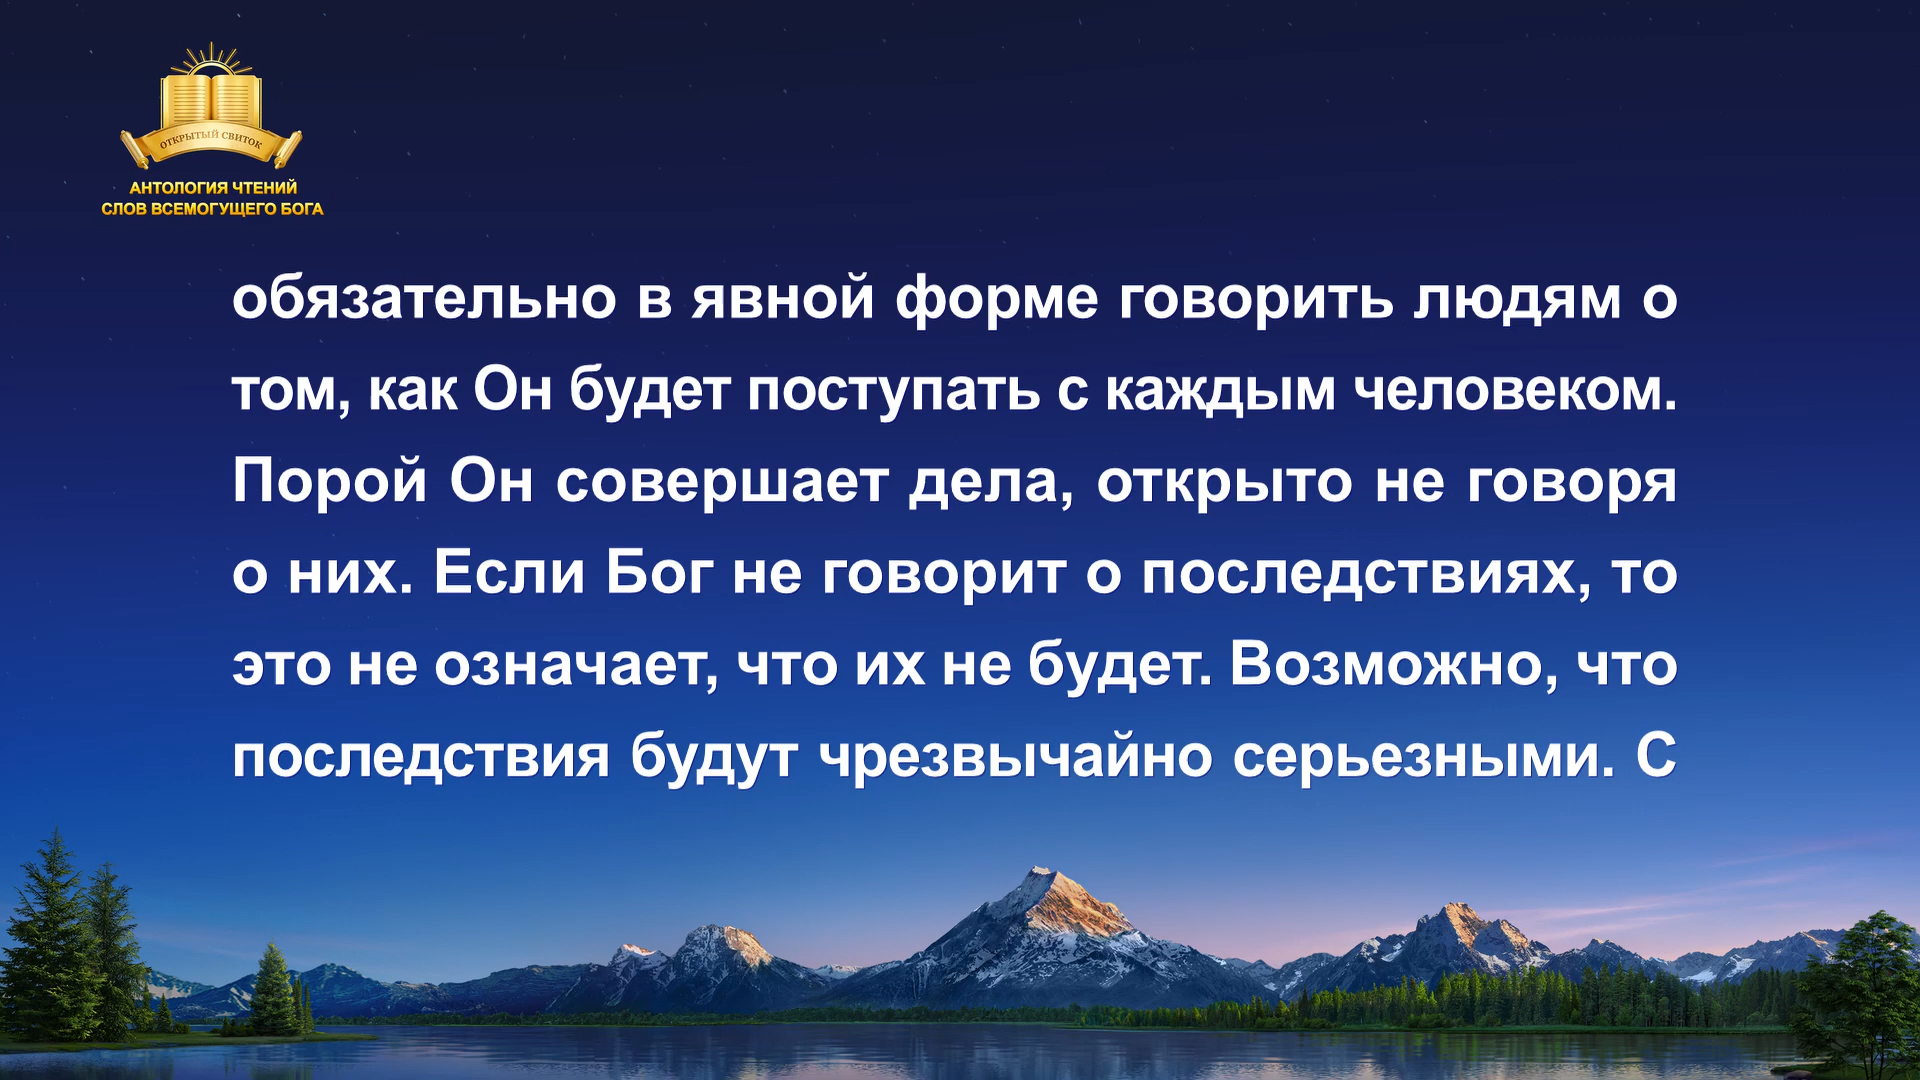 ОТКРЫТЫЙ СВИТОК
АНТОЛОГИЯ ЧТЕНИЙ
СЛОВ ВСЕМОГУЩЕГО БОГА
обязательно в явной форме говорить людям о
том, как Он будет поступать с каждым человеком.
Порой Он совершает дела, открыто не говоря
о них. Если Бог не говорит о последствиях, то
это не означает, что их не будет. Возможно, что
последствия будут чрезвычайно серьезными. С